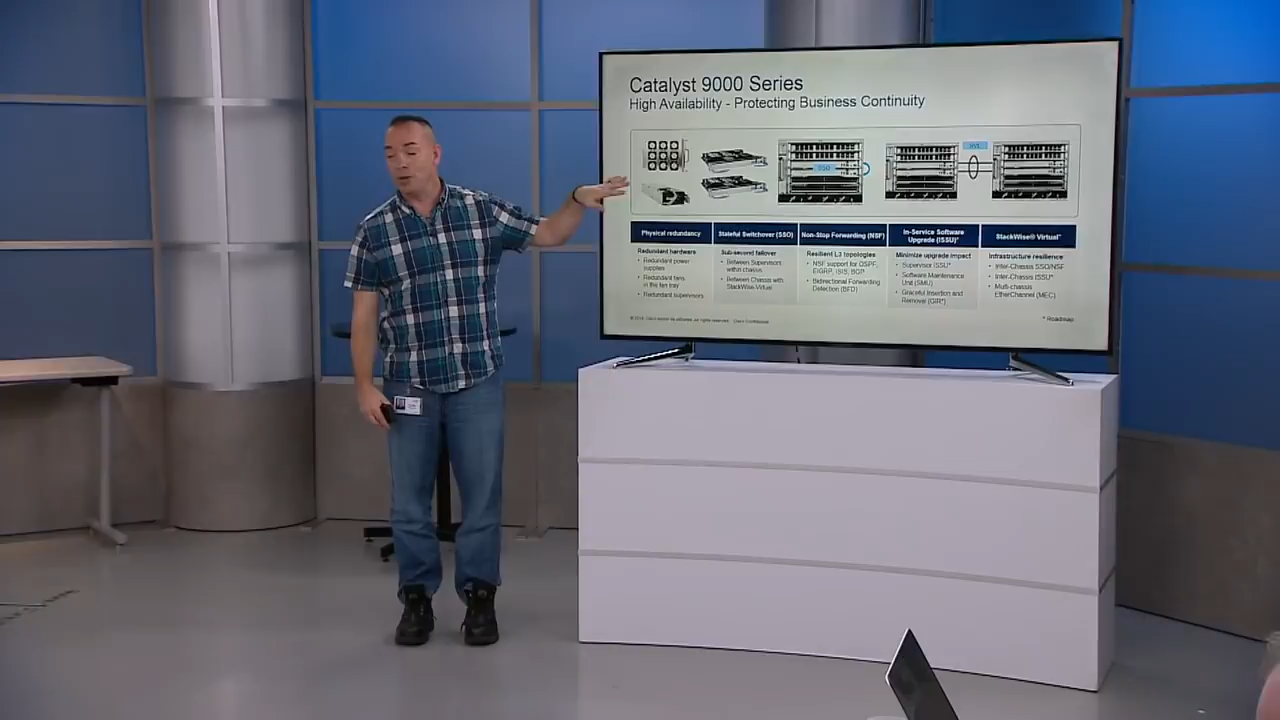 Catalyst 9000 Series
High Availability - Protecting Business Continuity
SSO
SVL
Physical redundancy
Redundant hardware
• Redundant power
supplies
• Redundant fans
in the fan tray
• Redundant supervisors
Stateful Switchover (SSO)
Sub-second failover
• Between Supervisors
within chassis
• Between Chassis with
StackWise-Virtual
Non-Stop Forwarding (NSF)
Resilient L3 topologies
• NSF support for OSPF,
EIGRP, ISIS, BGP
• Bidirectional Forwarding
Detection (BFD)
In-Service Software
Upgrade (ISSU)*
Minimize upgrade impact
• Supervisor ISSU*
• Software Maintenance
Unit (SMU)
• Graceful Insertion and
Removal (GIR*)
StackWise® Virtual*
Infrastructure resilience
• Inter-Chassis SSO/NSF
• Inter-Chassis ISSU*
• Multi-chassis
EtherChannel (MEC)
* Roadmap